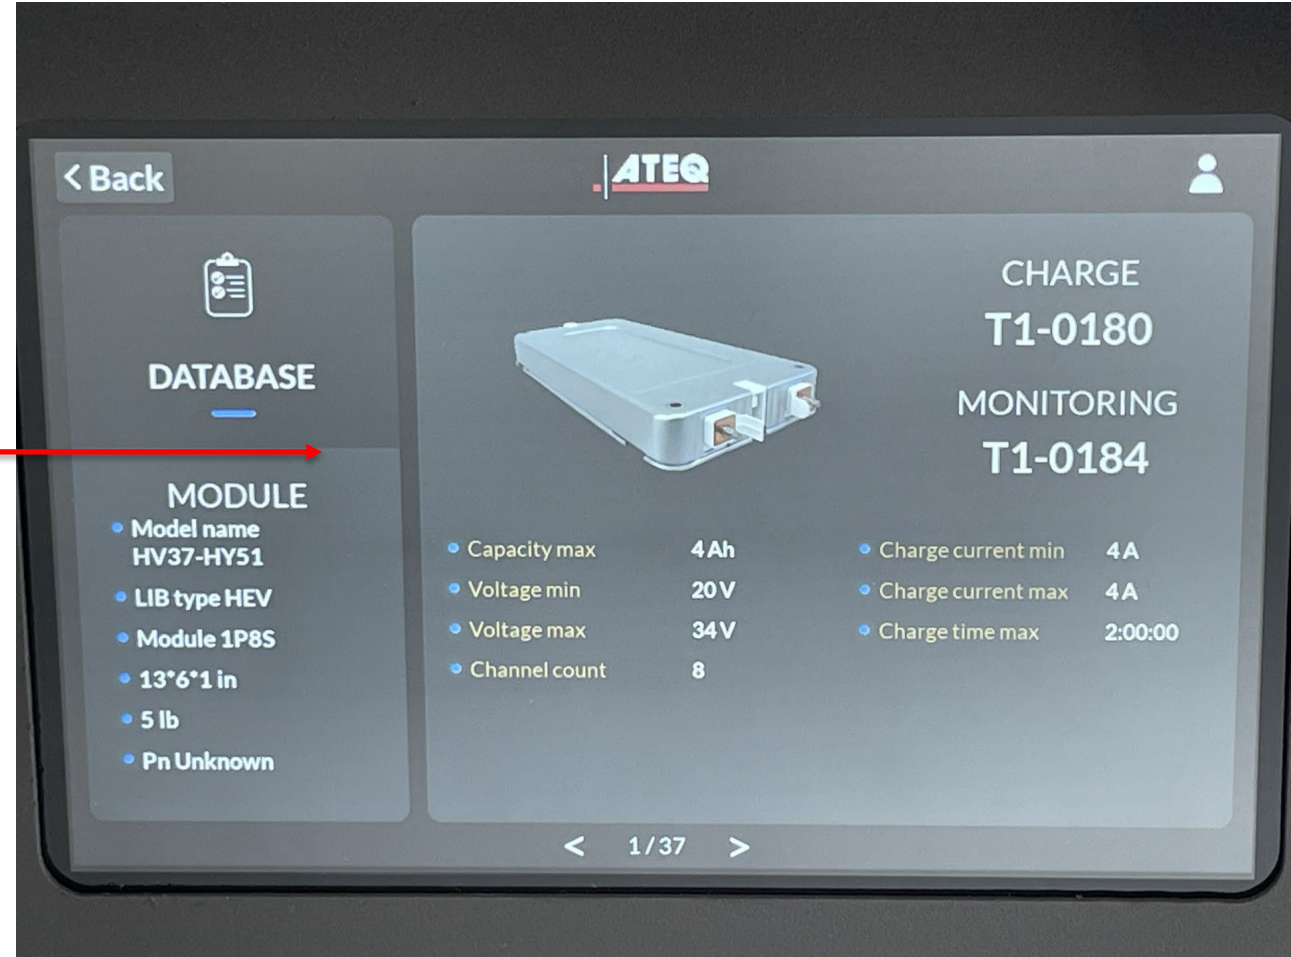 < Back
ATEQ
DATABASE
MODULE
Model name
HV37-HY51
LIB type HEV
Module 1P8S
13*6*1 in
5 lb
Pn Unknown
CHARGE
T1-0180
MONITORING
T1-0184
Capacity max 4 Ah
Voltage min 20 V
Voltage max 34 V
Channel count 8
Charge current min 4 A
Charge current max 4 A
Charge time max 2:00:00
< 1/37 >